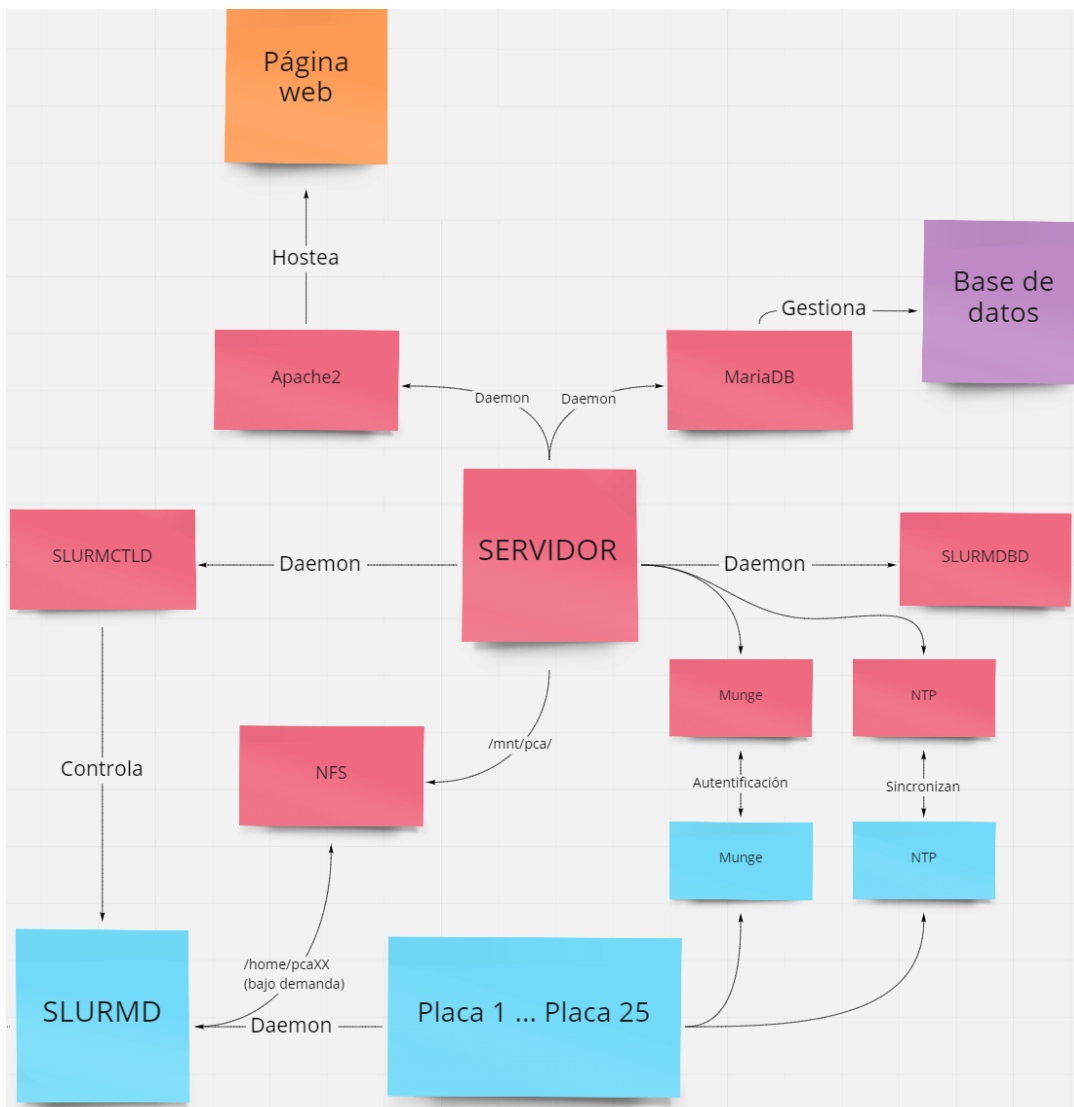 Página
web
Hostea
Base de
datos
Gestiona
Apache2
MariaDB
Daemon
Daemon
SERVIDOR
SLURMCTLD
Daemon
Daemon
SLURMDBD
Munge
NTP
/mnt/pca/
NFS
Controla
Autentificación
Sincronizan
Munge
NTP
/home/pcaXX
(bajo demanda)
SLURMD
Daemon
Placa 1 ... Placa 25